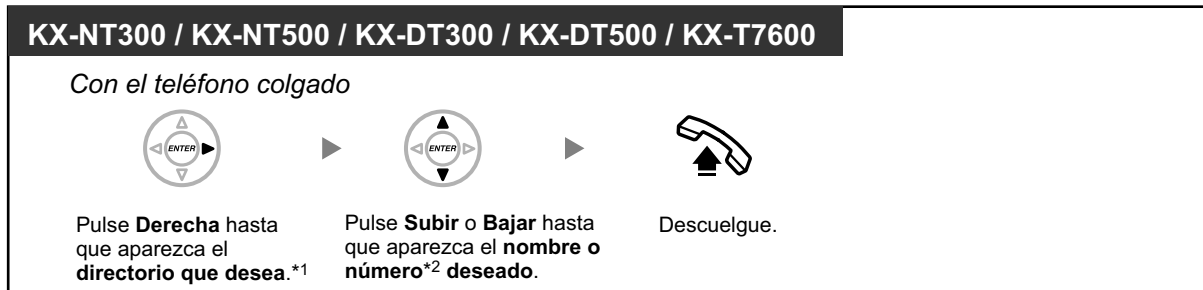 KX-NT300 / KX-NT500 / KX-DT300 / KX-DT500 / KX-T7600
Con el teléfono colgado
ENTER
ENTER
Pulse Derecha hasta
que aparezca el
directorio que desea.*1
Pulse Subir o Bajar hasta
que aparezca el nombre o
número*2 deseado.
Descuelgue.